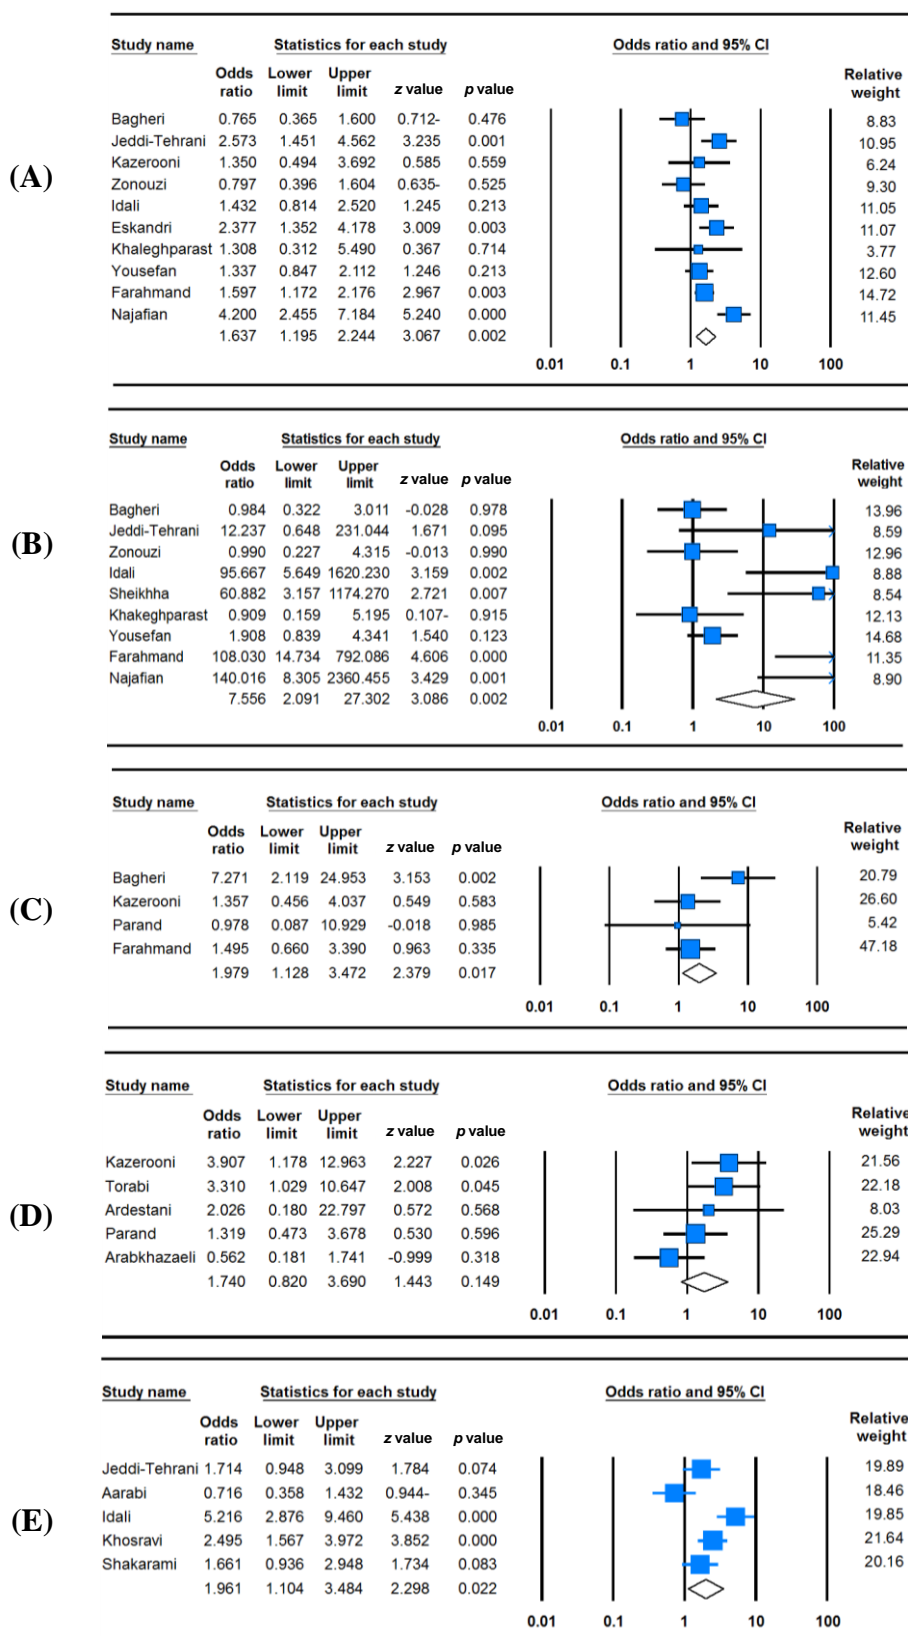 (A)
Study name Statistics for each study Odds ratio and 95% CI
Odds ratio Lower limit Upper limit z value p value Relative weight
Bagheri 0.765 0.365 1.600 0.712- 0.476 8.83
Jeddi-Tehrani 2.573 1.451 4.562 3.235 0.001 10.95
Kazerooni 1.350 0.494 3.692 0.585 0.559 6.24
Zonouzi 0.797 0.396 1.604 0.635- 0.525 9.30
Idali 1.432 0.814 2.520 1.245 0.213 11.05
Eskandri 2.377 1.352 4.178 3.009 0.003 11.07
Khaleghparast 1.308 0.312 5.490 0.367 0.714 3.77
Yousefan 1.337 0.847 2.112 1.246 0.213 12.60
Farahmand 1.597 1.172 2.176 2.967 0.003 14.72
Najafian 4.200 2.455 7.184 5.240 0.000 11.45
1.637 1.195 2.244 3.067 0.002
0.01 0.1 1 10 100
(B)
Study name Statistics for each study Odds ratio and 95% CI
Odds ratio Lower limit Upper limit z value p value Relative weight
Bagheri 0.984 0.322 3.011 -0.028 0.978 13.96
Jeddi-Tehrani 12.237 0.648 231.044 1.671 0.095 8.59
Zonouzi 0.990 0.227 4.315 -0.013 0.990 12.96
Idali 95.667 5.649 1620.230 3.159 0.002 8.88
Sheikhha 60.882 3.157 1174.270 2.721 0.007 8.54
Khakeghparast 0.909 0.159 5.195 0.107- 0.915 12.13
Yousefan 1.908 0.839 4.341 1.540 0.123 14.68
Farahmand 108.030 14.734 792.086 4.606 0.000 11.35
Najafian 140.016 8.305 2360.455 3.429 0.001 8.90
7.556 2.091 27.302 3.086 0.002
0.01 0.1 1 10 100
(C)
Study name Statistics for each study Odds ratio and 95% CI
Odds ratio Lower limit Upper limit z value p value Relative weight
Bagheri 7.271 2.119 24.953 3.153 0.002 20.79
Kazerooni 1.357 0.456 4.037 0.549 0.583 26.60
Parand 0.978 0.087 10.929 -0.018 0.985 5.42
Farahmand 1.495 0.660 3.390 0.963 0.335 47.18
1.979 1.128 3.472 2.379 0.017
0.01 0.1 1 10 100
(D)
Study name Statistics for each study Odds ratio and 95% CI
Odds ratio Lower limit Upper limit z value p value Relative weight
Kazerooni 3.907 1.178 12.963 2.227 0.026 21.56
Torabi 3.310 1.029 10.647 2.008 0.045 22.18
Ardestani 2.026 0.180 22.797 0.572 0.568 8.03
Parand 1.319 0.473 3.678 0.530 0.596 25.29
Arabkhazaeli 0.562 0.181 1.741 -0.999 0.318 22.94
1.740 0.820 3.690 1.443 0.149
0.01 0.1 1 10 100
(E)
Study name Statistics for each study Odds ratio and 95% CI
Odds ratio Lower limit Upper limit z value p value Relative weight
Jeddi-Tehrani 1.714 0.948 3.099 1.784 0.074 19.89
Aarabi 0.716 0.358 1.432 0.944- 0.345 18.46
Idali 5.216 2.876 9.460 5.438 0.000 19.85
Khosravi 2.495 1.567 3.972 3.852 0.000 21.64
Shakarami 1.661 0.936 2.948 1.734 0.083 20.16
1.961 1.104 3.484 2.298 0.022
0.01 0.1 1 10 100